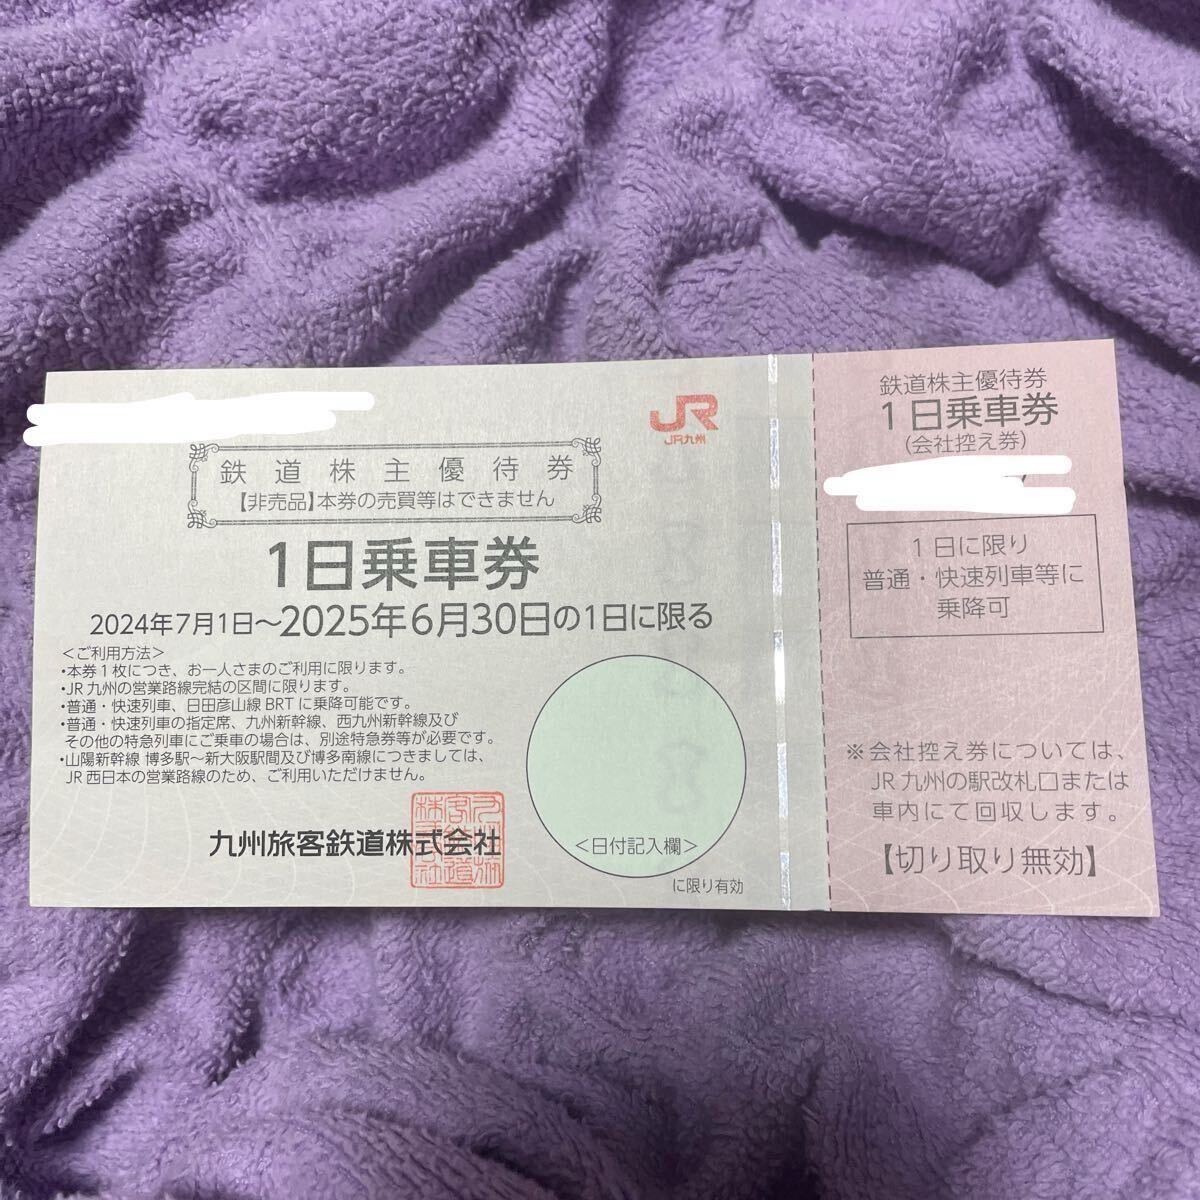 JR
JR九州
鉄道株主優待券
【非売品】本券の売買等はできません
1日乗車券
2024年7月1日～2025年6月30日の1日に限る
＜ご利用方法＞
・本券1枚につき、お一人さまのご利用に限ります。
・JR九州の営業路線完結の区間に限ります。
・普通・快速列車、日田彦山線BRTに乗降可能です。
・普通・快速列車の指定席、九州新幹線、西九州新幹線及び
その他の特急列車にご乗車の場合は、別途特急券等が必要です。
・山陽新幹線 博多駅～新大阪駅間及び博多南線につきましては、
JR西日本の営業路線のため、ご利用いただけません。
九州旅客鉄道株式会社
＜日付記入欄＞
に限り有効
鉄道株主優待券
1日乗車券
(会社控え券)
1日に限り
普通・快速列車等に
乗降可
※会社控え券については、
JR九州の駅改札口または
車内にて回収します。
【切り取り無効】